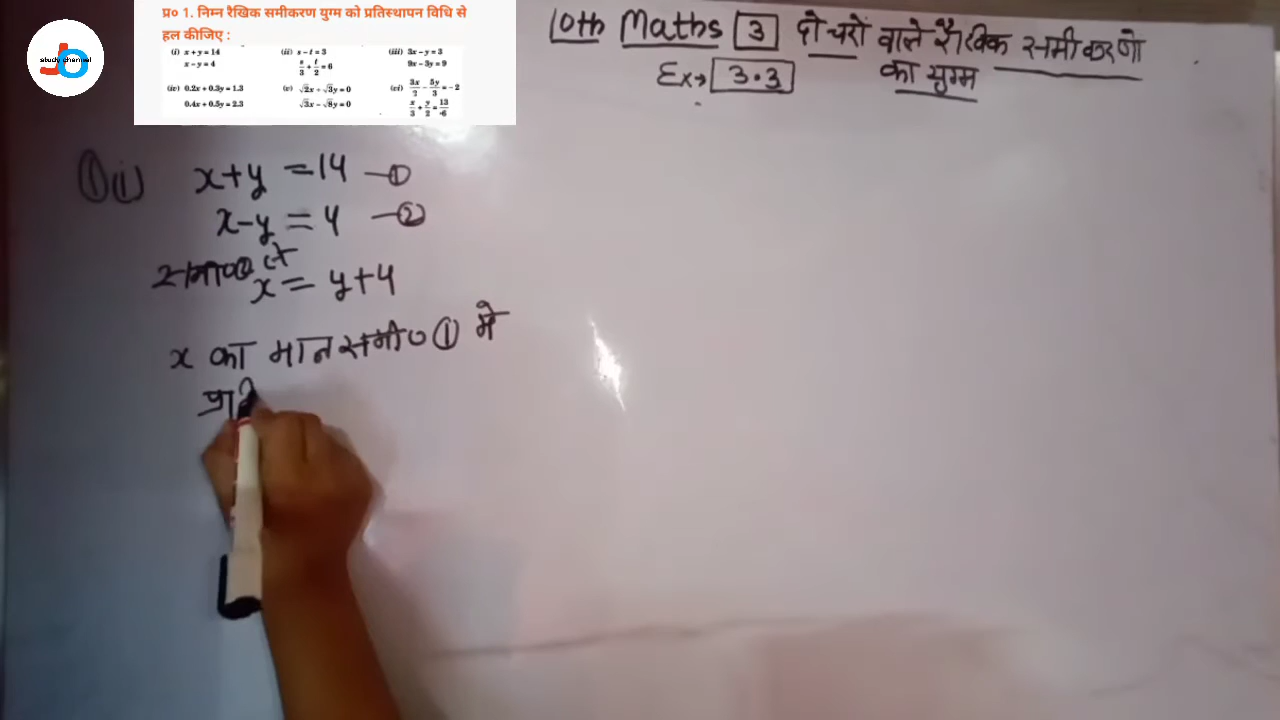 प्र० 1. निम्न रैखिक समीकरण युग्म को प्रतिस्थापन विधि से
हल कीजिए :
(i) x + y = 14 (ii) s – t = 3 (iii) 3x – y = 3
x – y = 4 s/3 + t/2 = 6 9x – 3y = 9
(iv) 0.2x + 0.3y = 1.3 (v) √2x + √3y = 0 (vi) 3x/2 – 5y/3 = –2
0.4x + 0.5y = 2.3 √3x – √8y = 0 x/3 + y/2 = 13/6
study channel
10th Maths 3 दो चरों वाले रैखिक समीकरणो
का युग्म
Ex→ 3.3
①(i) x+y = 14 —①
x-y = 4 —②
x = y+4
x का मान समी० ① मे